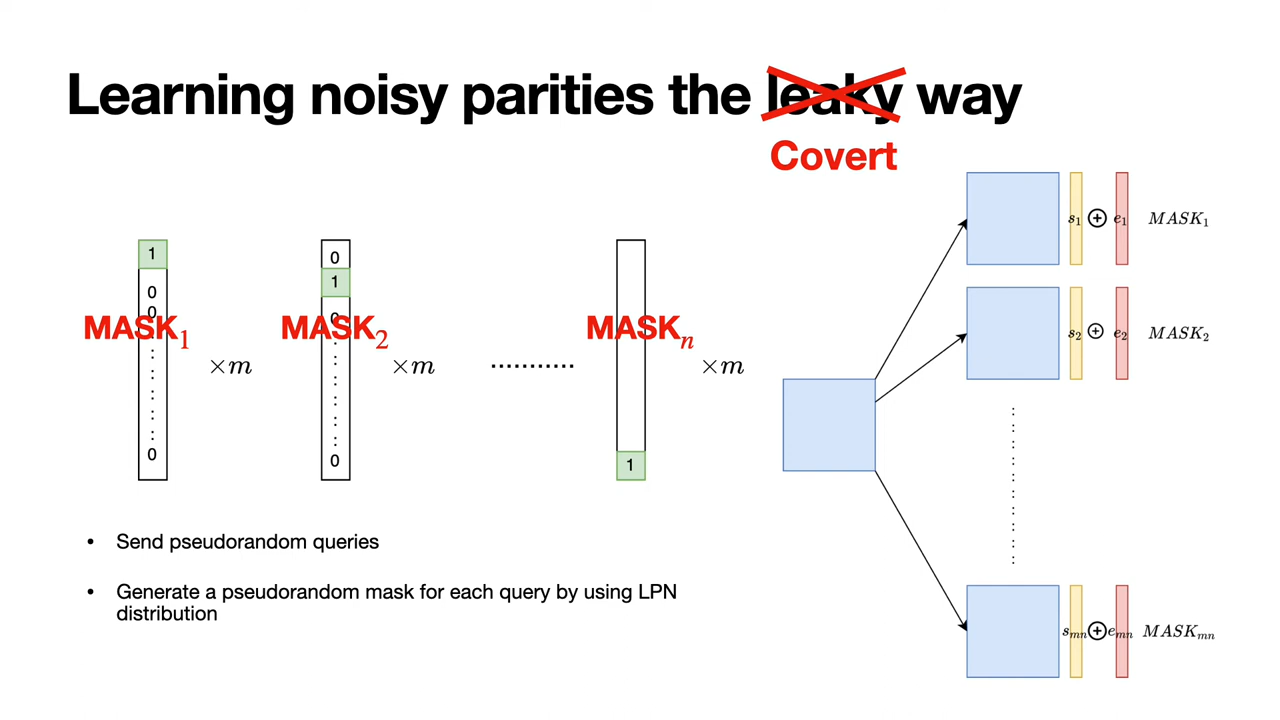 Learning noisy parities the leaky way
Covert
1
0
0
0
MASK₁
×m
0
1
0
0
MASK₂
×m
...........
MASKₙ
1
×m
s₁ ⊕ e₁ MASK₁
s₂ ⊕ e₂ MASK₂
sₘₙ ⊕ eₘₙ MASKₘₙ
• Send pseudorandom queries
• Generate a pseudorandom mask for each query by using LPN
distribution